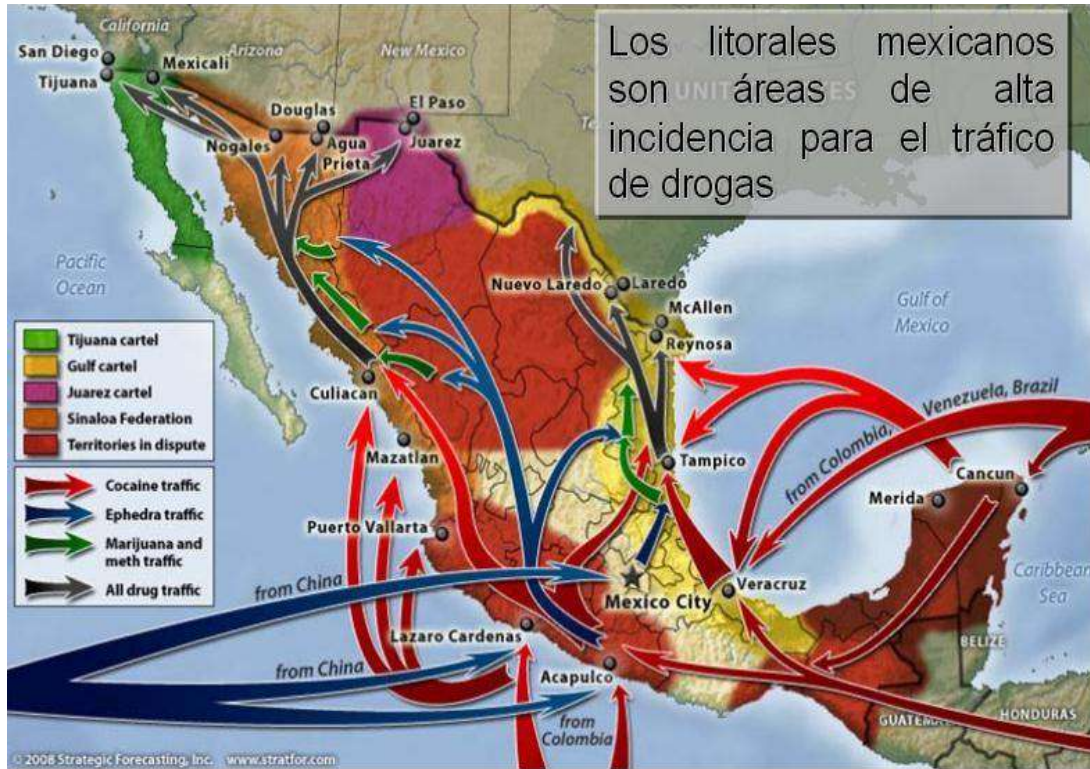 Los litorales mexicanos
son áreas de alta
incidencia para el tráfico
de drogas
California
Arizona
New Mexico
San Diego
Tijuana
Mexicali
Douglas
El Paso
Nogales
Agua
Prieta
Juarez
Pacific
Ocean
Nuevo Laredo
Laredo
McAllen
Reynosa
Gulf of
Mexico
Tijuana cartel
Gulf cartel
Juarez cartel
Sinaloa Federation
Territories in dispute
Culiacan
Mazatlan
Tampico
from Colombia, Venezuela, Brazil
Cancun
Merida
Cocaine traffic
Ephedra traffic
Marijuana and
meth traffic
All drug traffic
Puerto Vallarta
from China
Mexico City
Veracruz
Caribbean
Sea
Lazaro Cardenas
from China
Acapulco
from
Colombia
BELIZE
GUATEMALA
HONDURAS
© 2008 Strategic Forecasting, Inc. www.stratfor.com